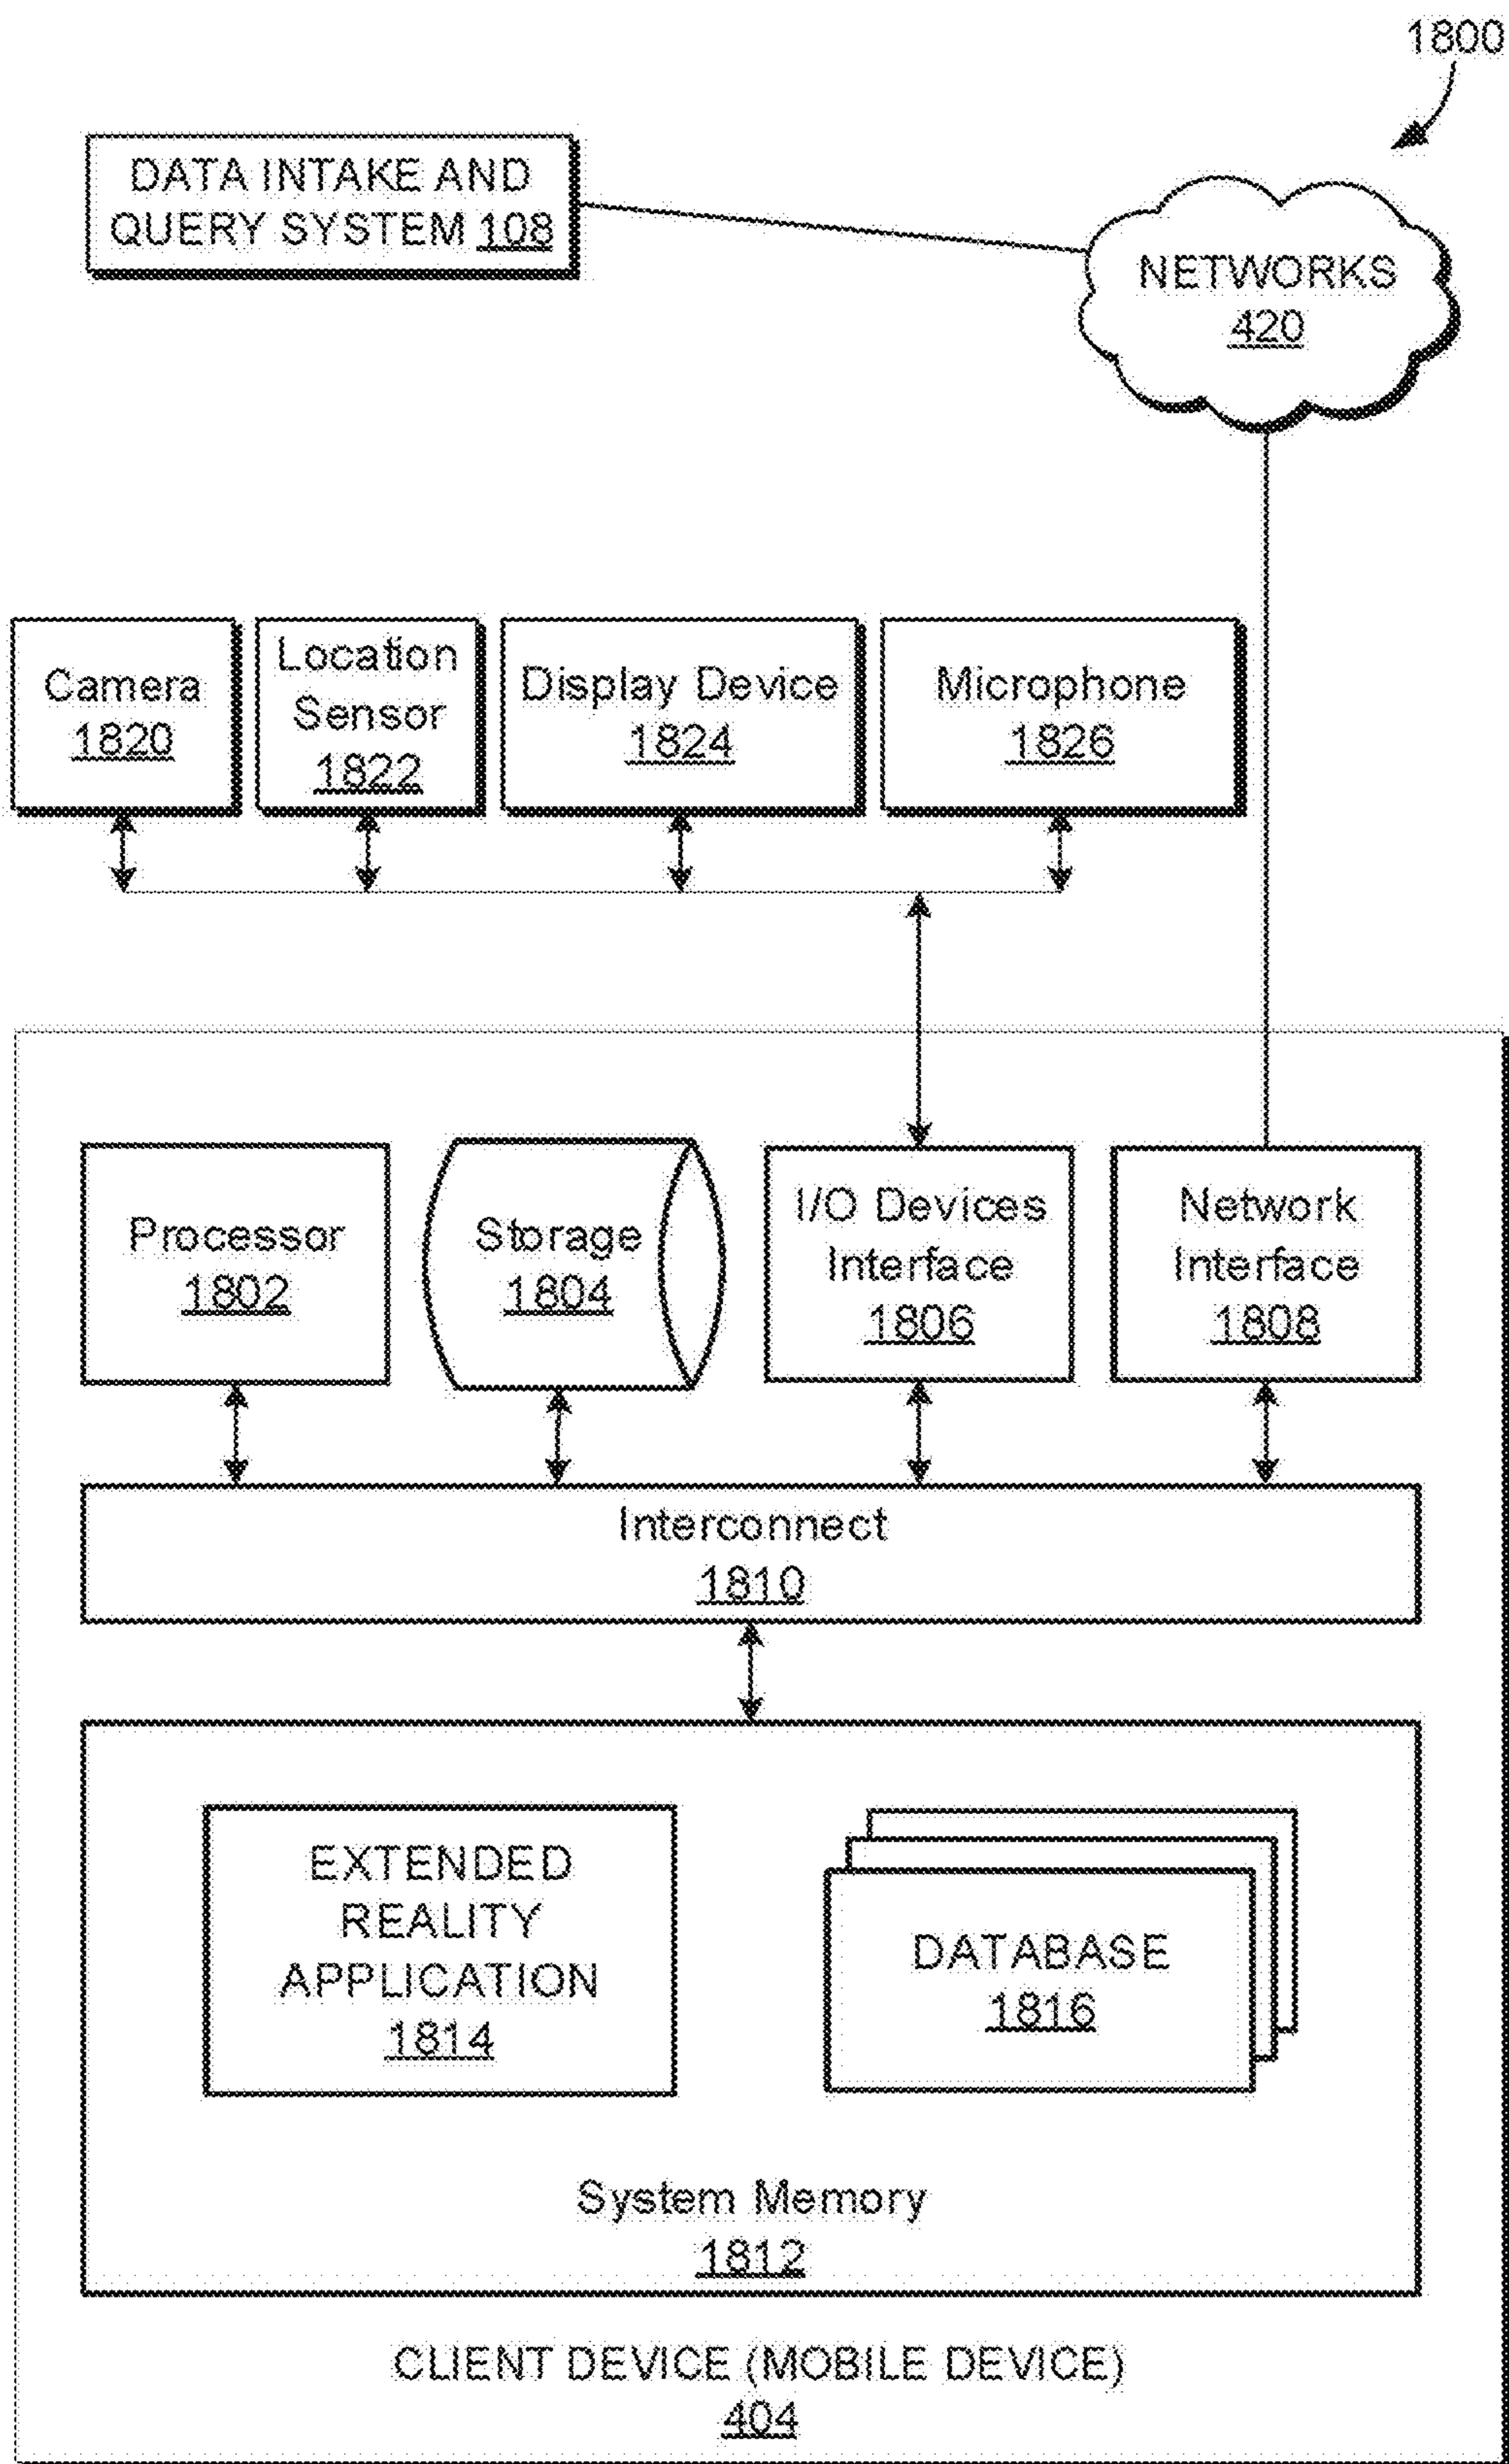 1800
DATA INTAKE AND
QUERY SYSTEM 108
NETWORKS
420
Camera
1820
Location
Sensor
1822
Display Device
1824
Microphone
1826
Processor
1802
Storage
1804
I/O Devices
Interface
1806
Network
Interface
1808
Interconnect
1810
EXTENDED
REALITY
APPLICATION
1814
DATABASE
1816
System Memory
1812
CLIENT DEVICE (MOBILE DEVICE)
404